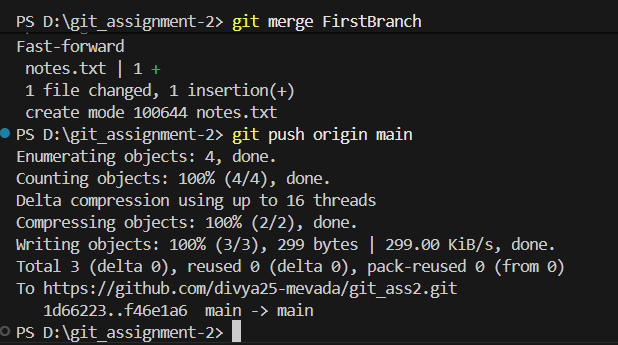 PS D:\git_assignment-2> git merge FirstBranch
Fast-forward
 notes.txt | 1 +
 1 file changed, 1 insertion(+)
 create mode 100644 notes.txt
PS D:\git_assignment-2> git push origin main
Enumerating objects: 4, done.
Counting objects: 100% (4/4), done.
Delta compression using up to 16 threads
Compressing objects: 100% (2/2), done.
Writing objects: 100% (3/3), 299 bytes | 299.00 KiB/s, done.
Total 3 (delta 0), reused 0 (delta 0), pack-reused 0 (from 0)
To https://github.com/divya25-mevada/git_ass2.git
   1d66223..f46e1a6  main -> main
PS D:\git_assignment-2>